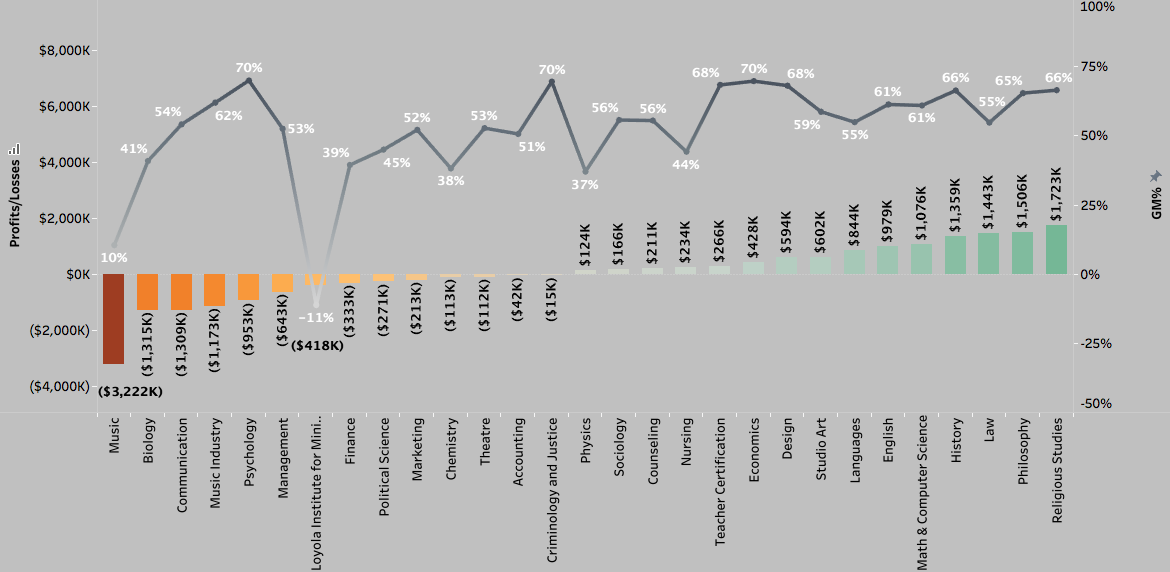 100%
$8,000K
75%
$6,000K
50%
$4,000K
25%
$2,000K
$0K
0%
($2,000K)
-25%
($4,000K)
-50%
Profits/Losses
GM%
10%
41%
54%
62%
70%
53%
-11%
39%
45%
52%
38%
53%
51%
70%
37%
56%
56%
44%
68%
70%
68%
59%
55%
61%
61%
66%
55%
65%
66%
($3,222K)
($1,315K)
($1,309K)
($1,173K)
($953K)
($643K)
($418K)
($333K)
($271K)
($213K)
($113K)
($112K)
($42K)
($15K)
$124K
$166K
$211K
$234K
$266K
$428K
$594K
$602K
$844K
$979K
$1,076K
$1,359K
$1,443K
$1,506K
$1,723K
Music
Biology
Communication
Music Industry
Psychology
Management
Loyola Institute for Mini..
Finance
Political Science
Marketing
Chemistry
Theatre
Accounting
Criminology and Justice
Physics
Sociology
Counseling
Nursing
Teacher Certification
Economics
Design
Studio Art
Languages
English
Math & Computer Science
History
Law
Philosophy
Religious Studies